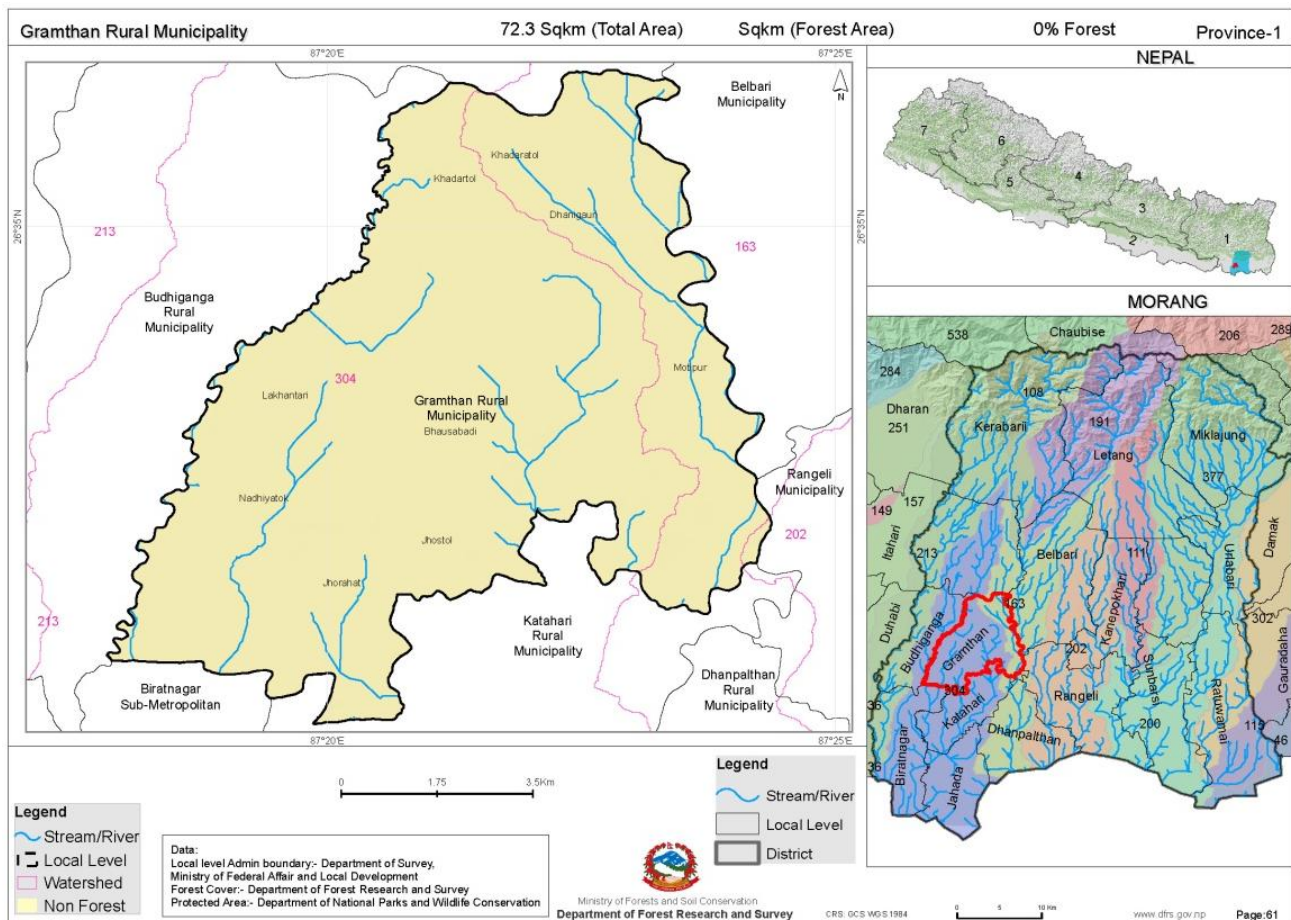 Gramthan Rural Municipality 72.3 Sqkm (Total Area) Sqkm (Forest Area) 0% Forest Province-1
87°20'E 87°25'E
Belbari
Municipality
N
Khadaratol
Khadartol
Dhanigaun
26°35'N
26°35'N
213
163
Budhiganga
Rural
Municipality
304
Motipur
Lakhantari
Gramthan Rural
Municipality
Bhausabadi
Rangeli
Municipality
Nadhiyatok
202
Jhostol
Jhorahat
213
Katahari
Rural
Municipality
Biratnagar
Sub-Metropolitan
Dhanpalthan
Rural
Municipality
87°20'E 87°25'E
NEPAL
7
6
5
4
3
2
1
MORANG
538
Chaubise
206
289
284
108
Dharan
251
Kerabarii
191
Miklajung
Letang
377
157
149
Itahari
213
Belbari
111
Urlabari
Damak
Kanepokhari
163
302
Duhabi
Budhiganga
Gramthan
202
Sunbarsi
Gauradaha
304
Rangeli
36
Katahari
Ratuwamai
Dhanpalthan
200
113
46
36
Biratnagar
Jahada
0 1.75 3.5Km
Legend
Stream/River
Local Level
Watershed
Non Forest
Data:
Local level Admin boundary:- Department of Survey,
Ministry of Federal Affair and Local Development
Forest Cover:- Department of Forest Research and Survey
Protected Area:- Department of National Parks and Wildlife Conservation
Legend
Stream/River
Local Level
District
Ministry of Forests and Soil Conservation
Department of Forest Research and Survey
CRS: GCS WGS 1984
0 5 10 Km
www.dfrs.gov.np
Page:61